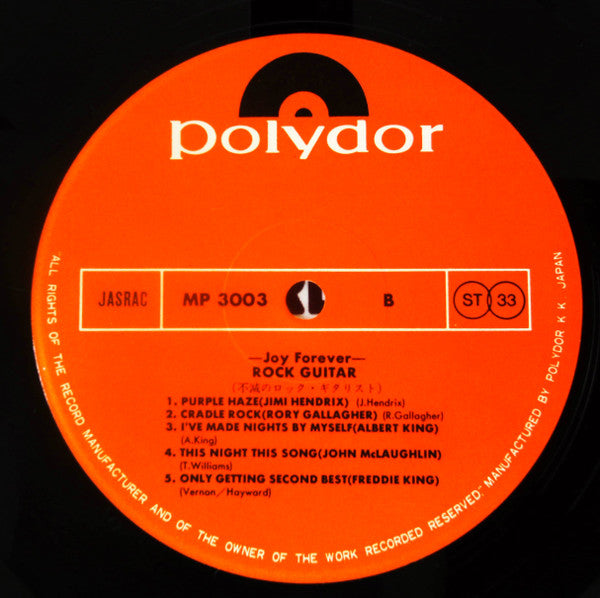 polydor
JASRAC MP 3003 B ST 33
—Joy Forever—
ROCK GUITAR
(不滅のロック・ギタリスト)
1. PURPLE HAZE(JIMI HENDRIX) (J.Hendrix)
2. CRADLE ROCK(RORY GALLAGHER) (R.Gallagher)
3. I'VE MADE NIGHTS BY MYSELF(ALBERT KING)
(A.King)
4. THIS NIGHT THIS SONG(JOHN McLAUGHLIN)
(T.Williams)
5. ONLY GETTING SECOND BEST(FREDDIE KING)
(Vernon/Hayward)
ALL RIGHTS OF THE RECORD MANUFACTURER AND OF THE OWNER OF THE WORK RECORDED RESERVED: MANUFACTURED BY POLYDOR K K JAPAN